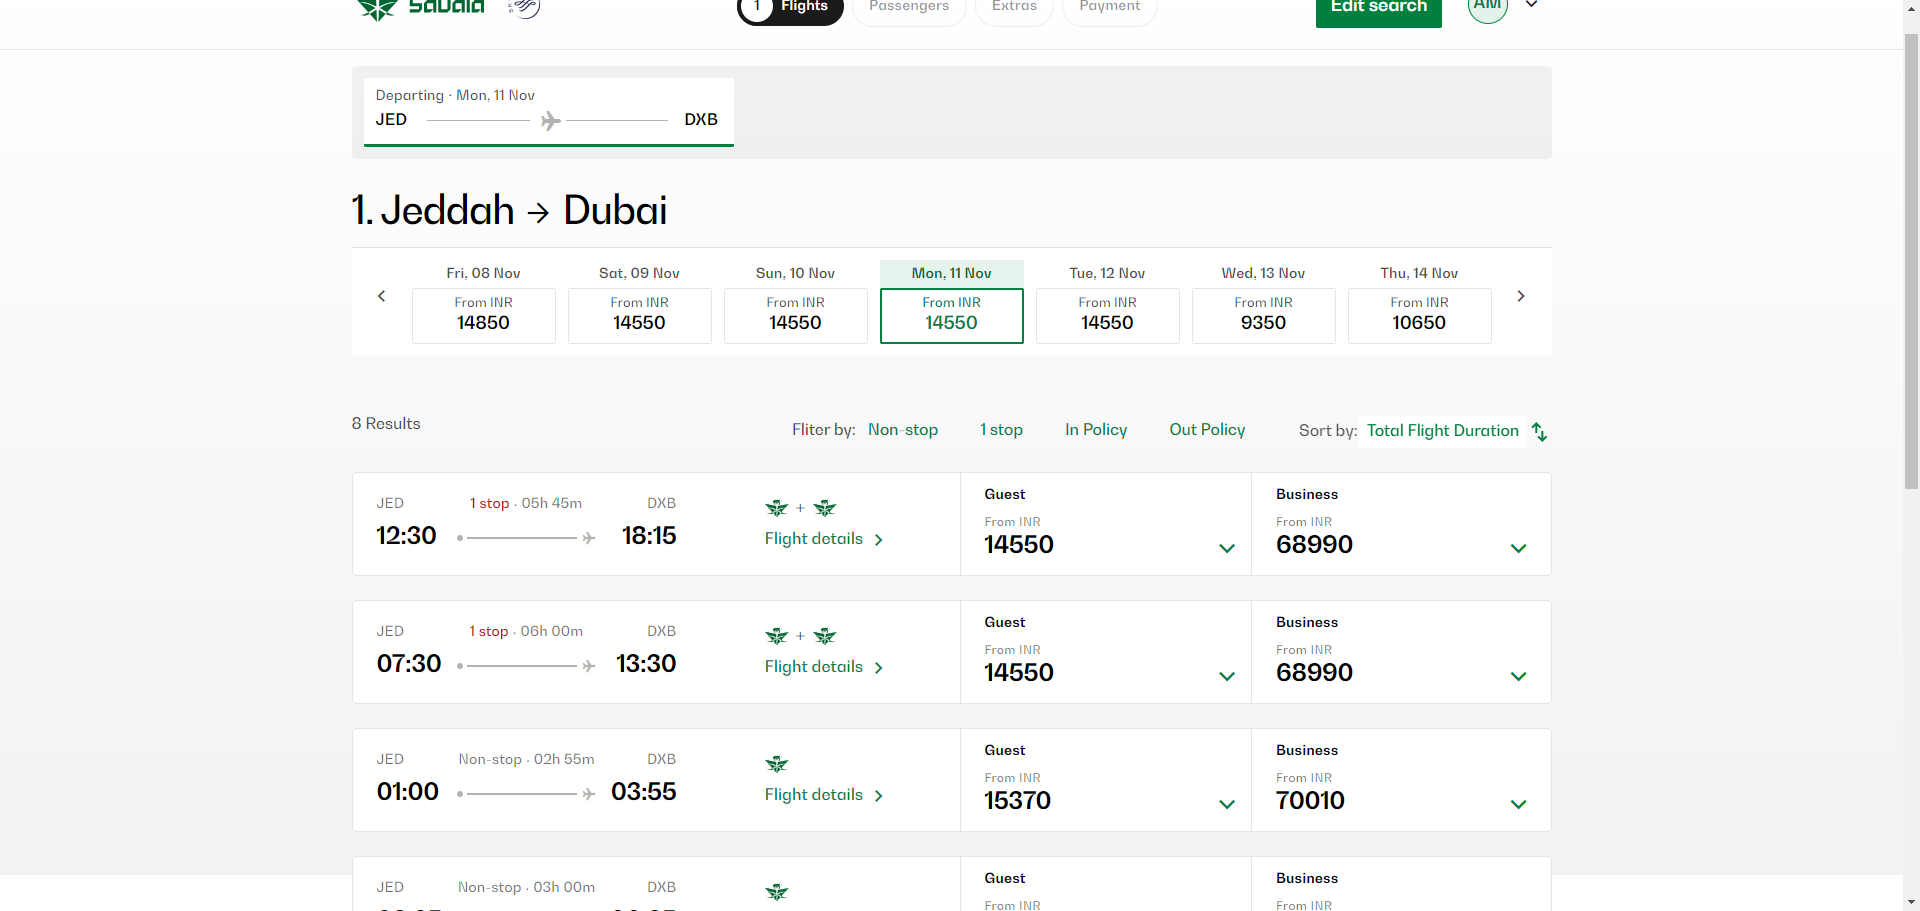 saudia
1 Flights Passengers Extras Payment Edit search AM
Departing · Mon, 11 Nov
JED DXB
1. Jeddah → Dubai
Fri, 08 Nov Sat, 09 Nov Sun, 10 Nov Mon, 11 Nov Tue, 12 Nov Wed, 13 Nov Thu, 14 Nov
From INR From INR From INR From INR From INR From INR From INR
14850 14550 14550 14550 14550 9350 10650
8 Results Fliter by: Non-stop 1 stop In Policy Out Policy Sort by: Total Flight Duration
JED 1 stop · 05h 45m DXB
12:30 18:15
+
Flight details
Guest
From INR
14550
Business
From INR
68990
JED 1 stop · 06h 00m DXB
07:30 13:30
+
Flight details
Guest
From INR
14550
Business
From INR
68990
JED Non-stop · 02h 55m DXB
01:00 03:55
Flight details
Guest
From INR
15370
Business
From INR
70010
JED Non-stop · 03h 00m DXB
Guest
From INR
Business
From INR